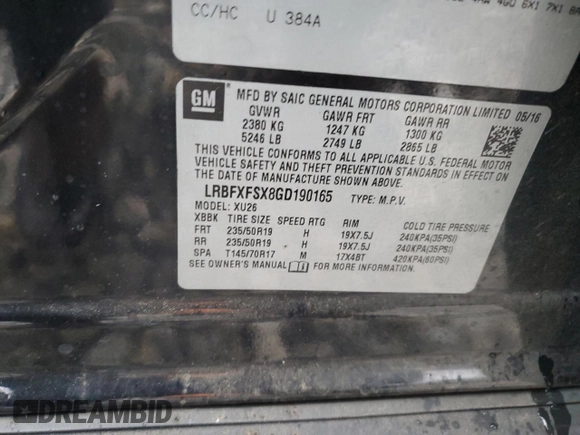 4RA 4G0 6X1 7X1
CC/HC U 384A
GM MFD BY SAIC GENERAL MOTORS CORPORATION LIMITED 05/16
GVWR GAWR FRT GAWR RR
2380 KG 1247 KG 1300 KG
5246 LB 2749 LB 2865 LB
THIS VEHICLE CONFORMS TO ALL APPLICABLE U.S. FEDERAL MOTOR
VEHICLE SAFETY AND THEFT PREVENTION STANDARDS IN EFFECT ON
THE DATE OF MANUFACTURE SHOWN ABOVE.
LRBFXFSX8GD190165 TYPE: M.P.V.
MODEL: XU26
XBBK TIRE SIZE SPEED RTG RIM COLD TIRE PRESSURE
FRT 235/50R19 H 19X7.5J 240KPA(35PSI)
RR 235/50R19 H 19X7.5J 240KPA(35PSI)
SPA T145/70R17 M 17X4BT 420KPA(60PSI)
SEE OWNER'S MANUAL FOR MORE INFORMATION.
DREAMBID